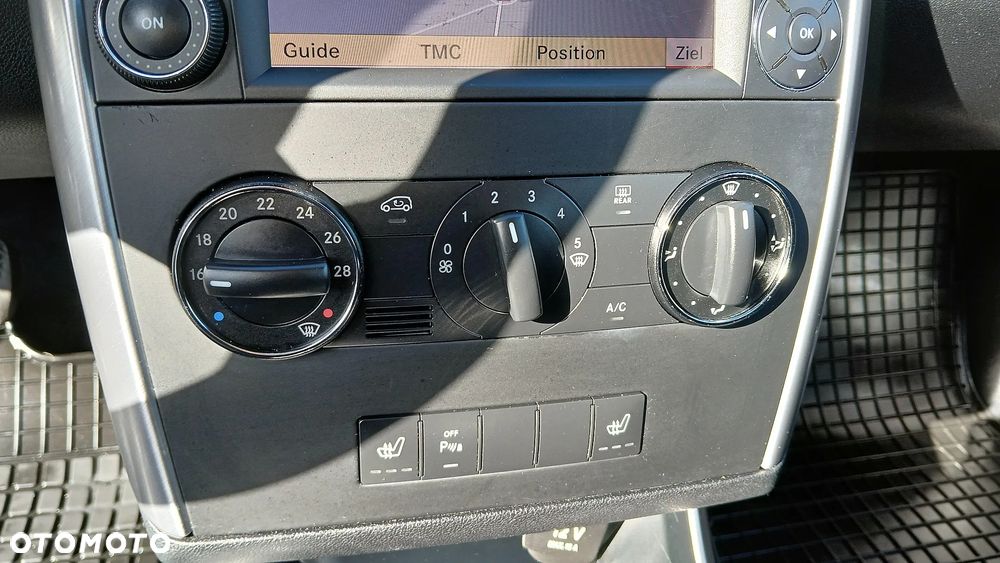 ON
Guide TMC Position Ziel
OK
16 18 20 22 24 26 28
0 1 2 3 4 5
REAR
A/C
OFF
P
12 V
OTOMOTO